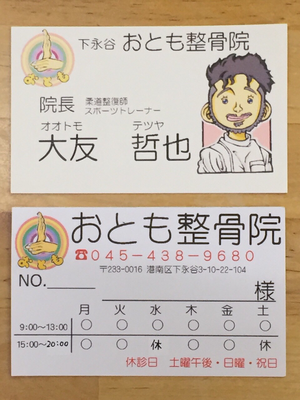 下永谷 おとも整骨院
院長 柔道整復師
スポーツトレーナー
オオトモ テツヤ
大友 哲也
おとも整骨院
☎045-438-9680
〒233-0016 港南区下永谷3-10-22-104
NO. 様
月 火 水 木 金 土
9:00~13:00 ○ ○ ○ ○ ○ ○
15:00~20:00 ○ ○ 休 ○ ○ 休
休診日 土曜午後・日曜・祝日